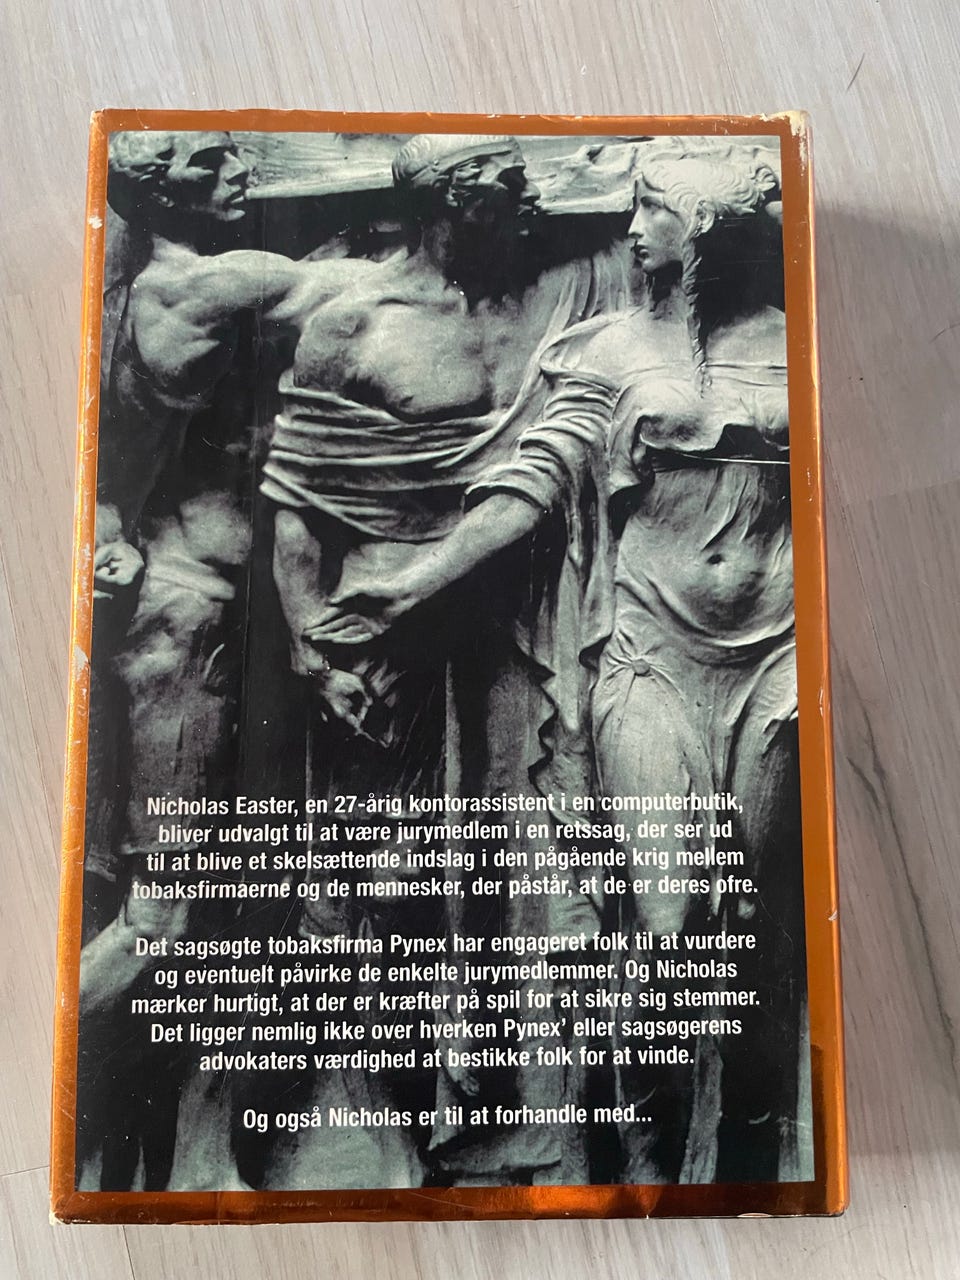 Nicholas Easter, en 27-årig kontorassistent i en computerbutik,
bliver udvalgt til at være jurymedlem i en retssag, der ser ud
til at blive et skelsættende indslag i den pågående krig mellem
tobaksfirmaerne og de mennesker, der påstår, at de er deres ofre.
Det sagsøgte tobaksfirma Pynex har engageret folk til at vurdere
og eventuelt påvirke de enkelte jurymedlemmer. Og Nicholas
mærker hurtigt, at der er kræfter på spil for at sikre sig stemmer.
Det ligger nemlig ikke over hverken Pynex' eller sagsøgerens
advokaters værdighed at bestikke folk for at vinde.
Og også Nicholas er til at forhandle med...